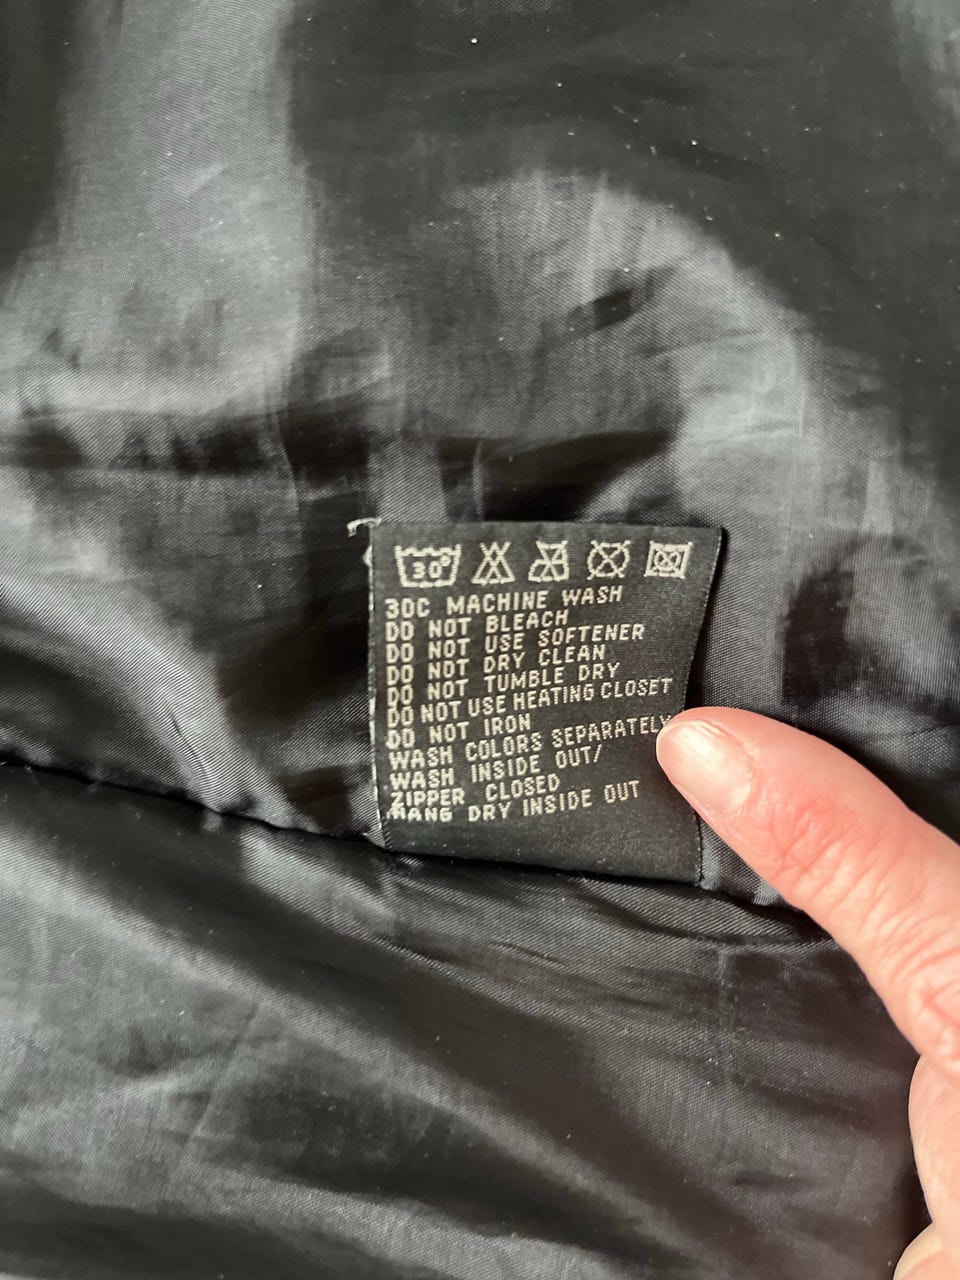 30°
30C MACHINE WASH
DO NOT BLEACH
DO NOT USE SOFTENER
DO NOT DRY CLEAN
DO NOT TUMBLE DRY
DO NOT USE HEATING CLOSET
DO NOT IRON
WASH COLORS SEPARATELY
WASH INSIDE OUT/
ZIPPER CLOSED
HANG DRY INSIDE OUT